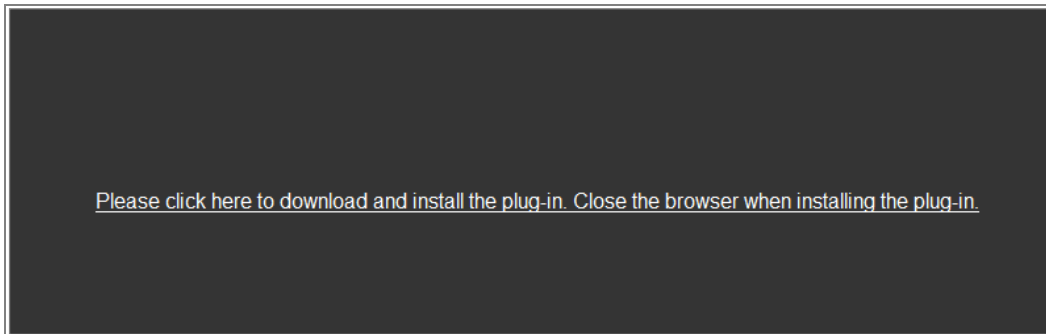 Please click here to download and install the plug-in. Close the browser when installing the plug-in.